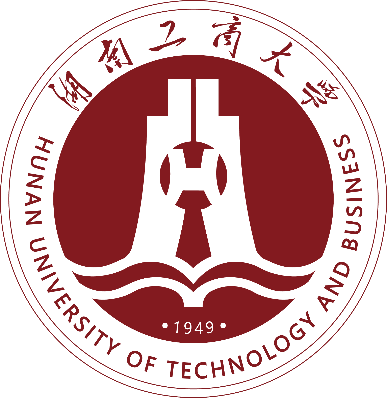 湖南工商大学
HUNAN UNIVERSITY OF TECHNOLOGY AND BUSINESS
·1949·